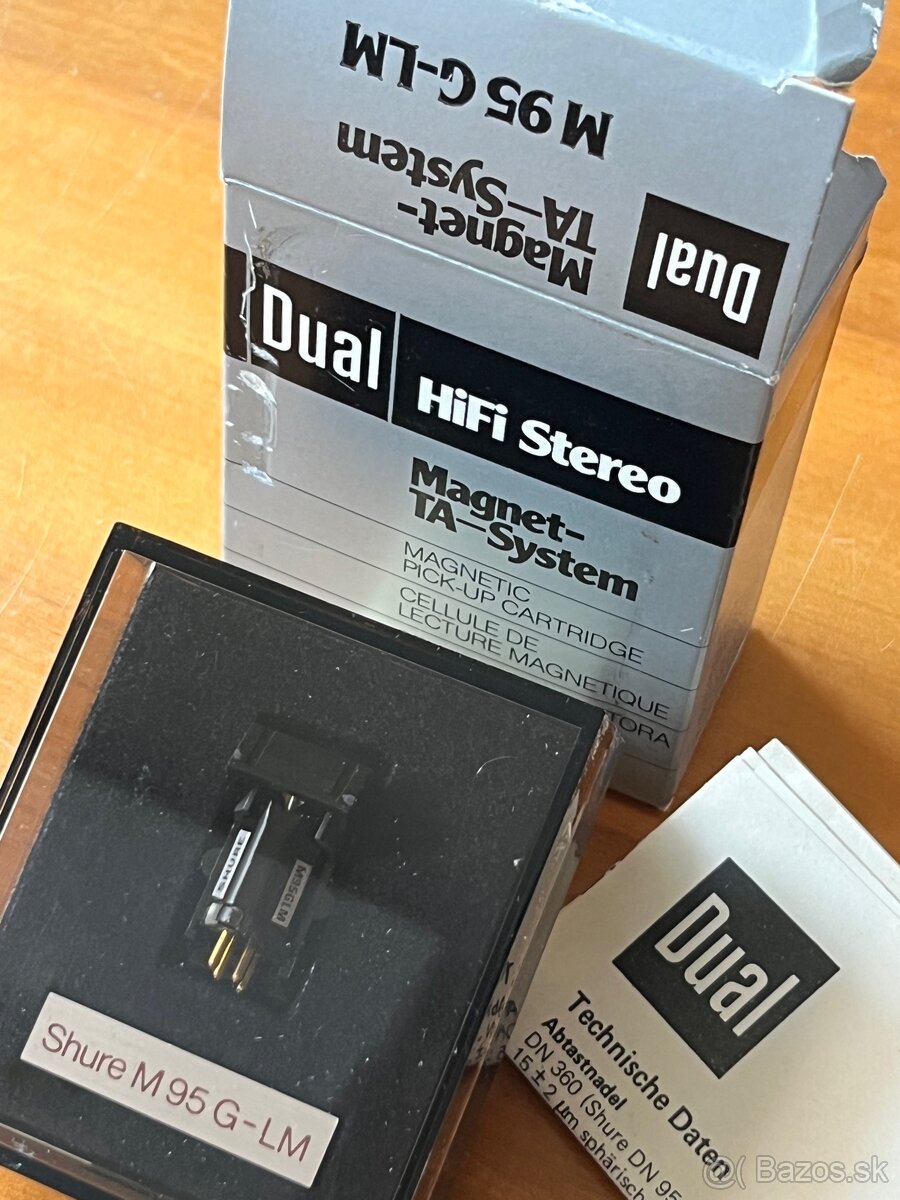 M 95 G-LM
Magnet-
TA-System
Dual
Dual
HiFi Stereo
Magnet-
TA-System
MAGNETIC
PICK-UP CARTRIDGE
CELLULE DE
LECTURE MAGNETIQUE
SHURE
M95GLM
Shure M 95 G-LM
Dual
Technische Daten
Abtastnadel
DN 360 (Shure DN 95
15 ± 2 µm sphärisch
Bazos.sk